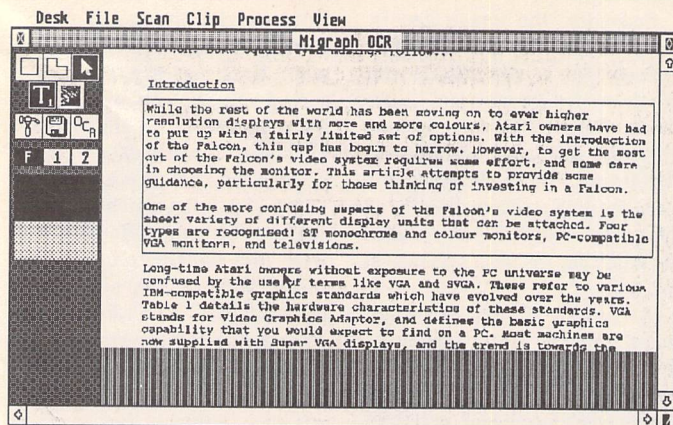 Desk File Scan Clip Process View
Migraph OCR
T
OCR
F 1 2
Introduction
While the rest of the world has been moving on to ever higher
resolution displays with more and more colours, Atari owners have had
to put up with a fairly limited set of options. With the introduction
of the Falcon, this gap has begun to narrow. However, to get the most
out of the Falcon's video system requires some effort, and some care
in choosing the monitor. This article attempts to provide some
guidance, particularly for those thinking of investing in a Falcon.
One of the more confusing aspects of the Falcon's video system is the
sheer variety of different display units that can be attached. Four
types are recognised: ST monochrome and colour monitors, PC-compatible
VGA monitors, and televisions.
Long-time Atari owners without exposure to the PC universe may be
confused by the use of terms like VGA and SVGA. These refer to various
IBM-compatible graphics standards which have evolved over the years.
Table 1 details the hardware characteristics of these standards. VGA
stands for Video Graphics Adaptor, and defines the basic graphics
capability that you would expect to find on a PC. Most machines are
now supplied with Super VGA displays, and the trend is towards the